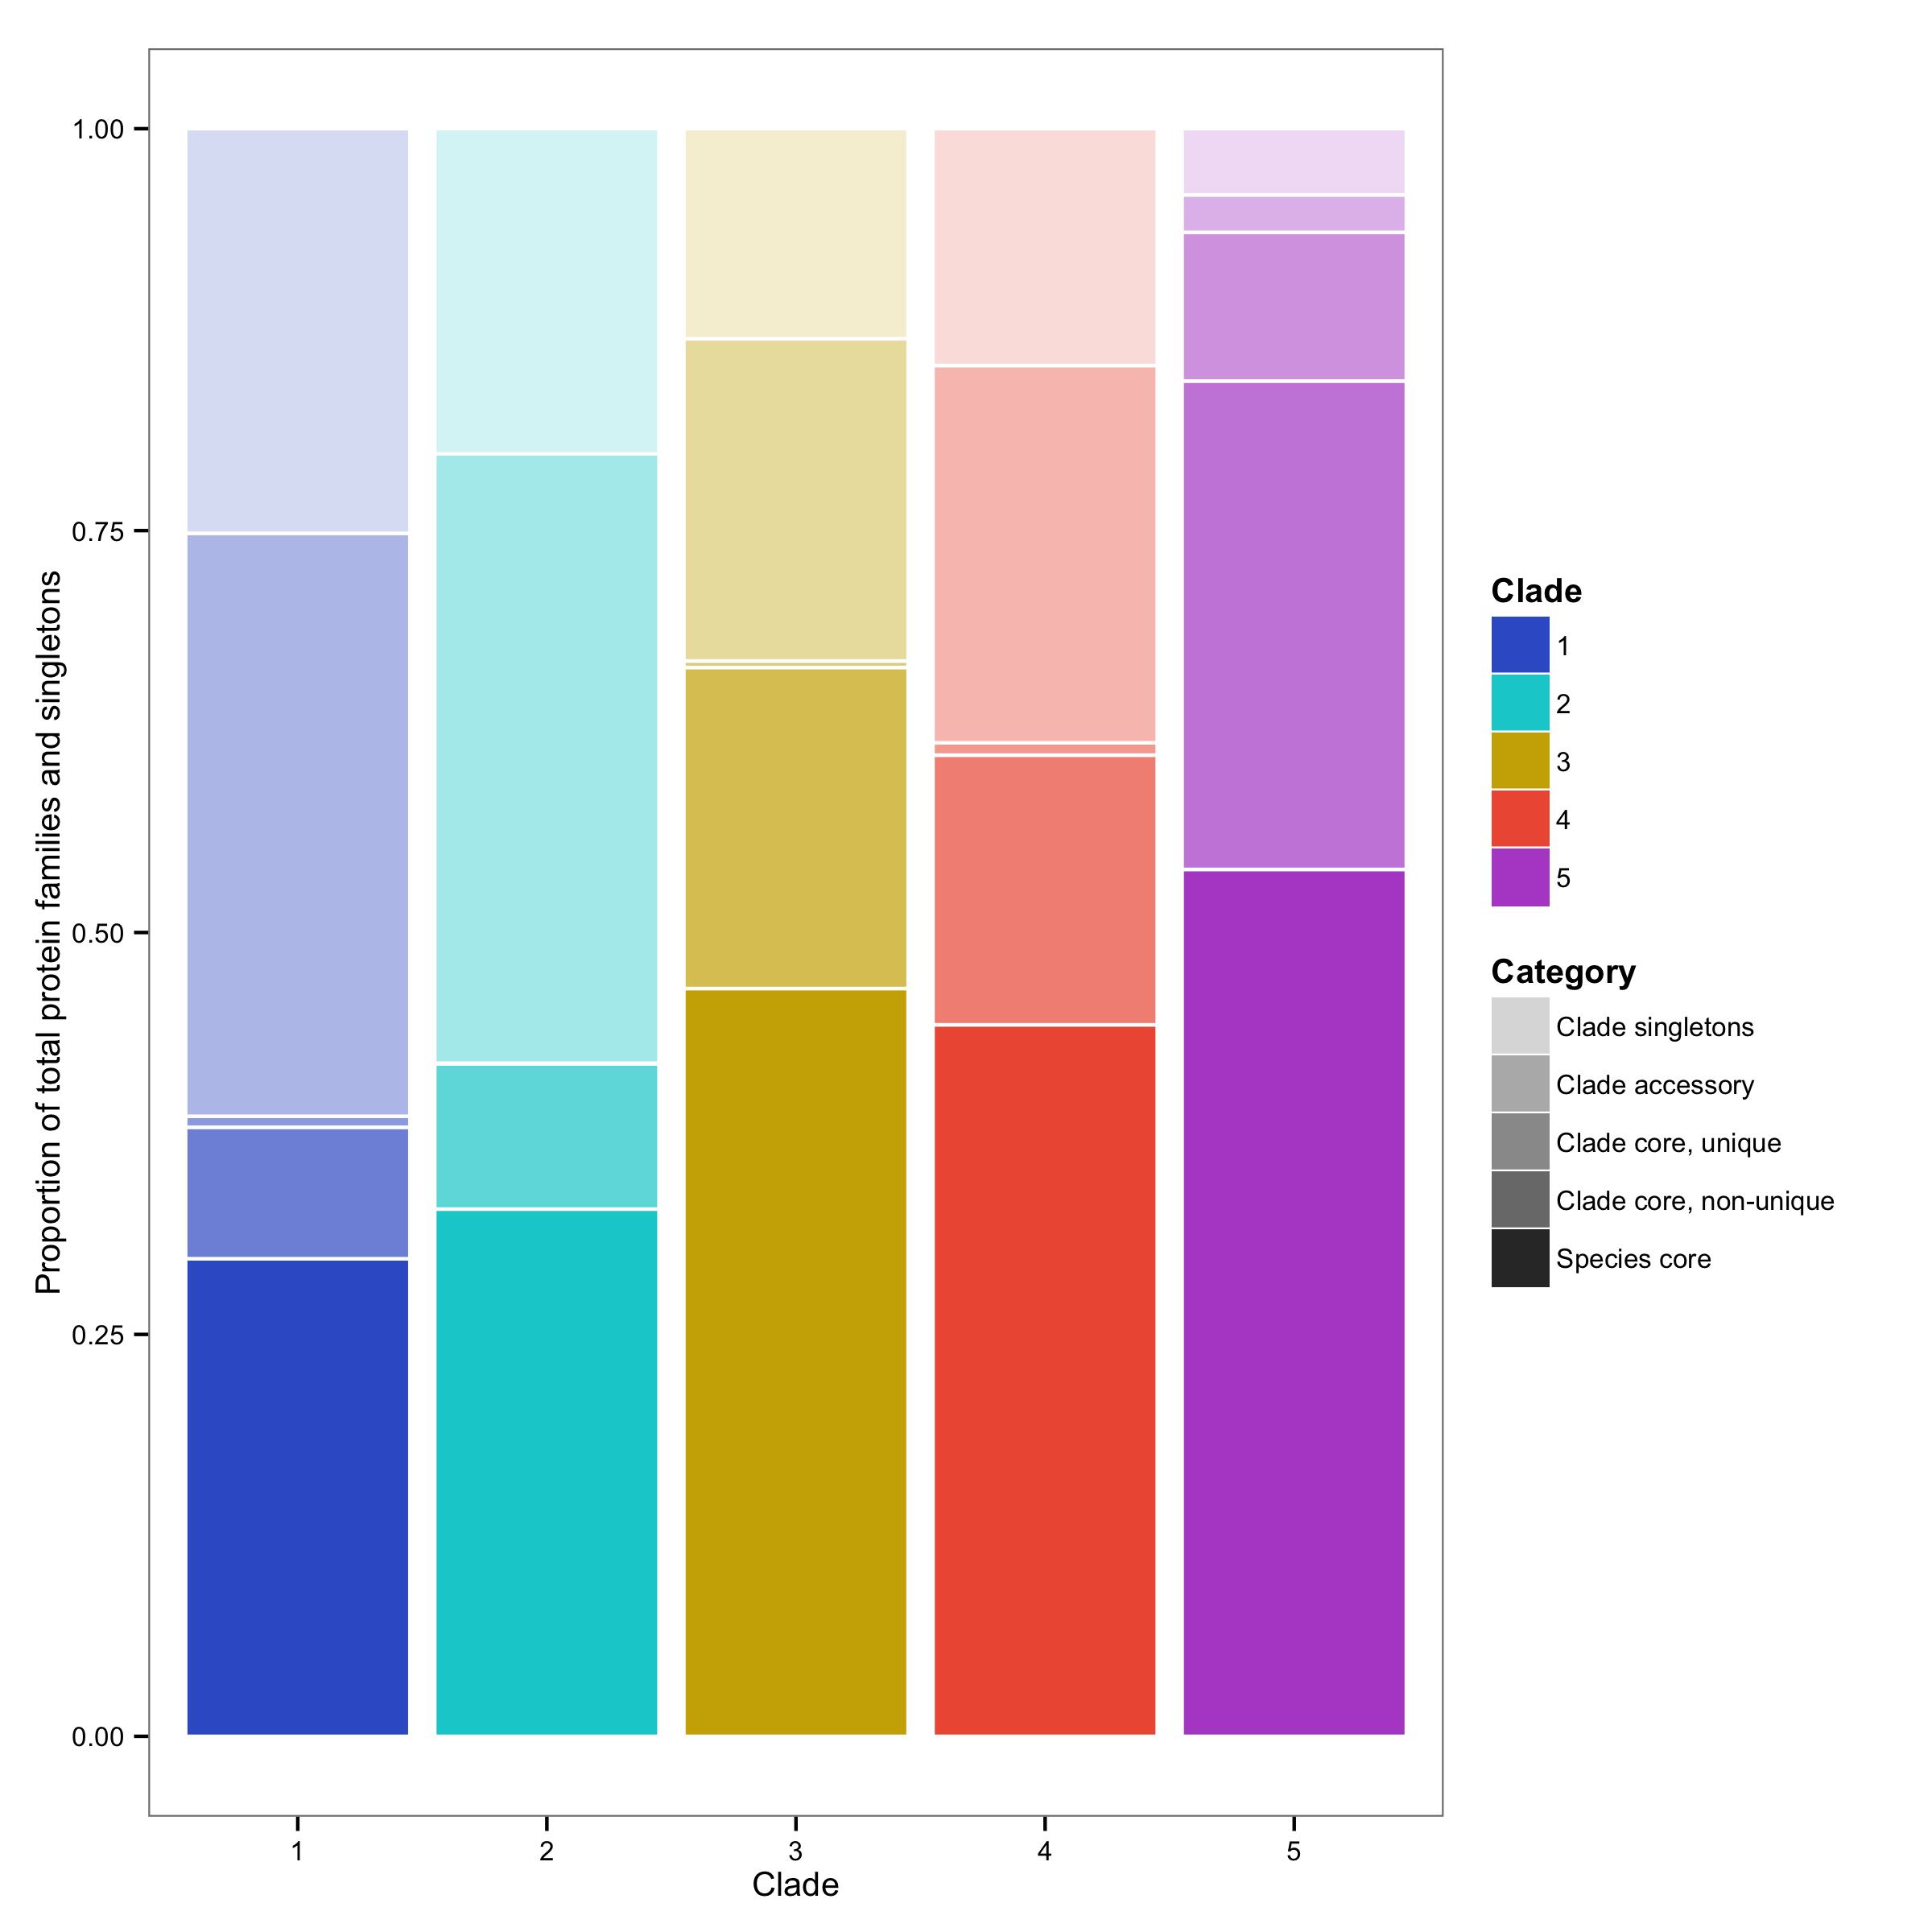 Proportion of total protein families and singletons
1.00
0.75
0.50
0.25
0.00
1 2 3 4 5
Clade
Clade
1
2
3
4
5
Category
Clade singletons
Clade accessory
Clade core, unique
Clade core, non-unique
Species core